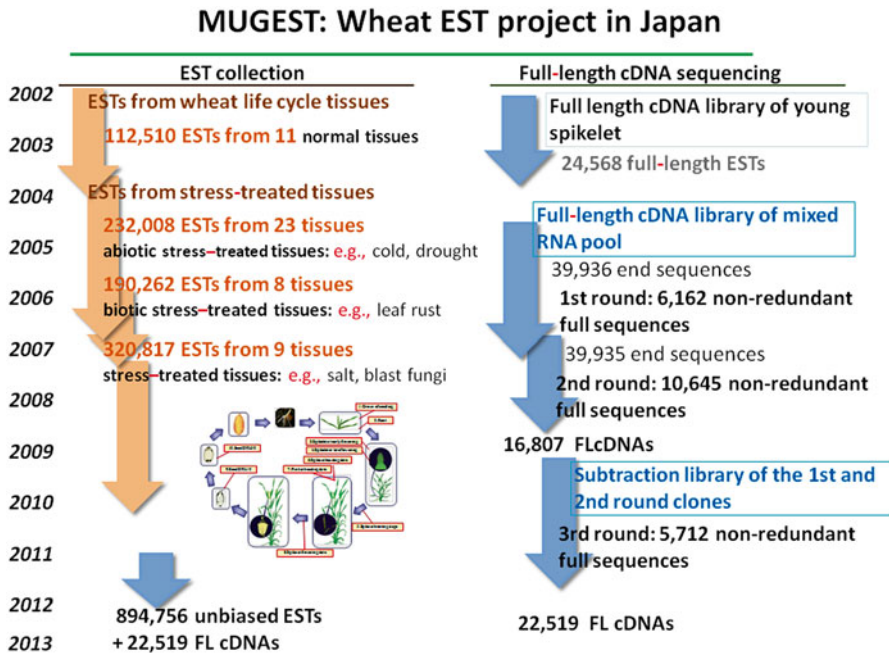 MUGEST: Wheat EST project in Japan
EST collection
2002
ESTs from wheat life cycle tissues
2003
112,510 ESTs from 11 normal tissues
2004
ESTs from stress-treated tissues
232,008 ESTs from 23 tissues
2005
abiotic stress–treated tissues: e.g., cold, drought
190,262 ESTs from 8 tissues
2006
biotic stress–treated tissues: e.g., leaf rust
2007
320,817 ESTs from 9 tissues
stress–treated tissues: e.g., salt, blast fungi
2008
2009
2010
2011
2012
894,756 unbiased ESTs
2013
+ 22,519 FL cDNAs
Full-length cDNA sequencing
Full length cDNA library of young
spikelet
24,568 full-length ESTs
Full-length cDNA library of mixed
RNA pool
39,936 end sequences
1st round: 6,162 non-redundant
full sequences
39,935 end sequences
2nd round: 10,645 non-redundant
full sequences
16,807 FLcDNAs
Subtraction library of the 1st and
2nd round clones
3rd round: 5,712 non-redundant
full sequences
22,519 FL cDNAs